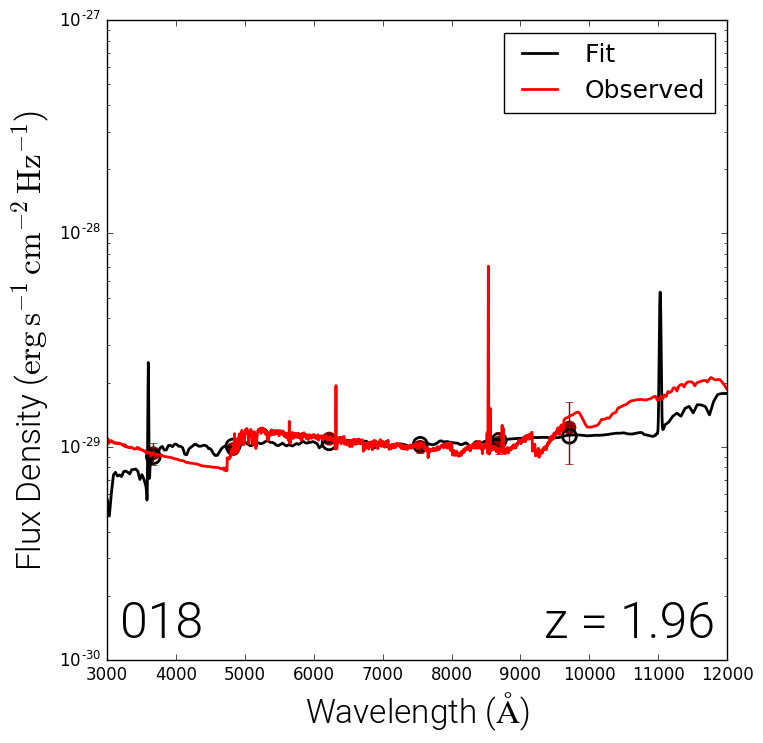 10^-27
Fit
Observed
10^-28
Flux Density (erg s^−1 cm^−2 Hz^−1)
10^-29
018
z = 1.96
10^-30
3000 4000 5000 6000 7000 8000 9000 10000 11000 12000
Wavelength (Å)